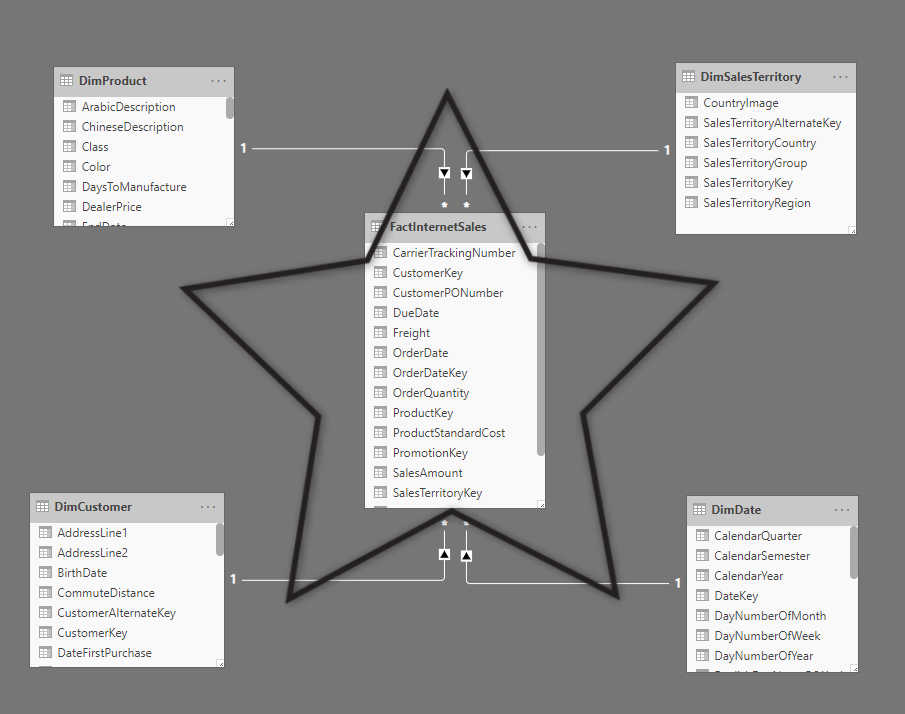 DimProduct
ArabicDescription
ChineseDescription
Class
Color
DaysToManufacture
DealerPrice
EndDate
DimSalesTerritory
CountryImage
SalesTerritoryAlternateKey
SalesTerritoryCountry
SalesTerritoryGroup
SalesTerritoryKey
SalesTerritoryRegion
1
1
*
*
FactInternetSales
CarrierTrackingNumber
CustomerKey
CustomerPONumber
DueDate
Freight
OrderDate
OrderDateKey
OrderQuantity
ProductKey
ProductStandardCost
PromotionKey
SalesAmount
SalesTerritoryKey
*
*
1
1
DimCustomer
AddressLine1
AddressLine2
BirthDate
CommuteDistance
CustomerAlternateKey
CustomerKey
DateFirstPurchase
DimDate
CalendarQuarter
CalendarSemester
CalendarYear
DateKey
DayNumberOfMonth
DayNumberOfWeek
DayNumberOfYear